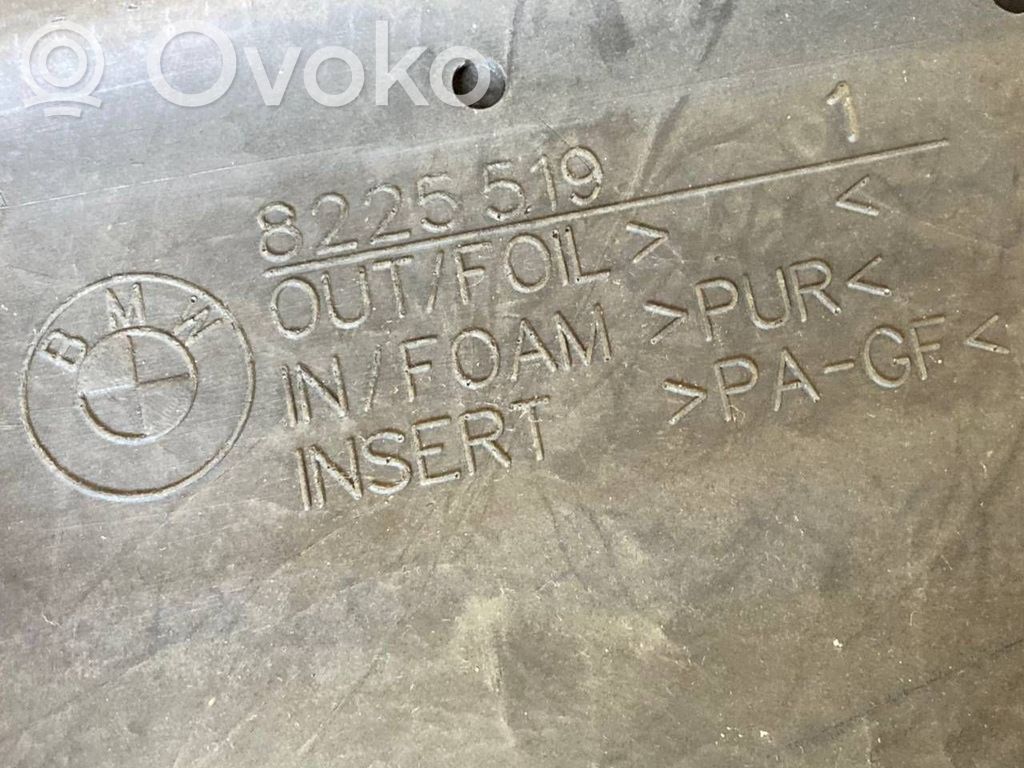 Ovoko
8225 519 1
OUT/FOIL > <
IN/FOAM >PUR<
INSERT >PA-GF<
BMW